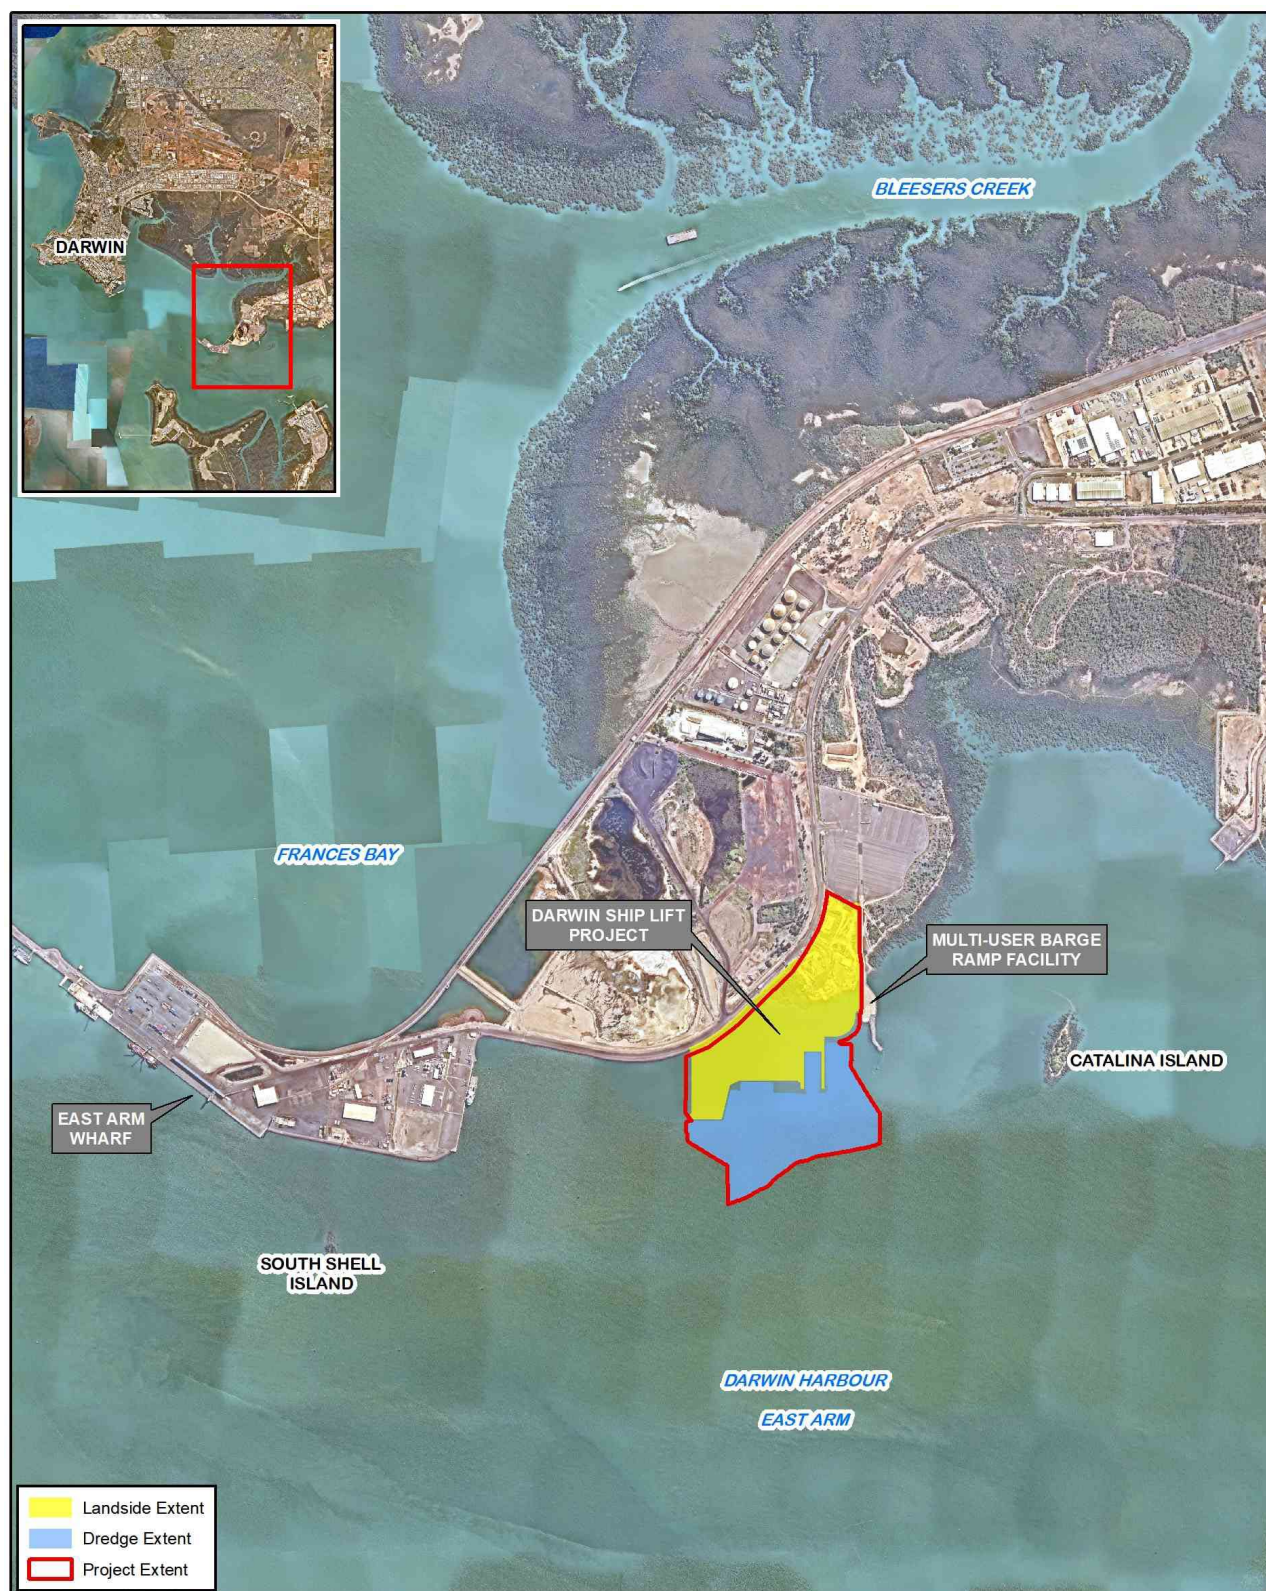 DARWIN
BLEESERS CREEK
FRANCES BAY
DARWIN SHIP LIFT
PROJECT
MULTI-USER BARGE
RAMP FACILITY
CATALINA ISLAND
EAST ARM
WHARF
SOUTH SHELL
ISLAND
DARWIN HARBOUR
EAST ARM
Landside Extent
Dredge Extent
Project Extent